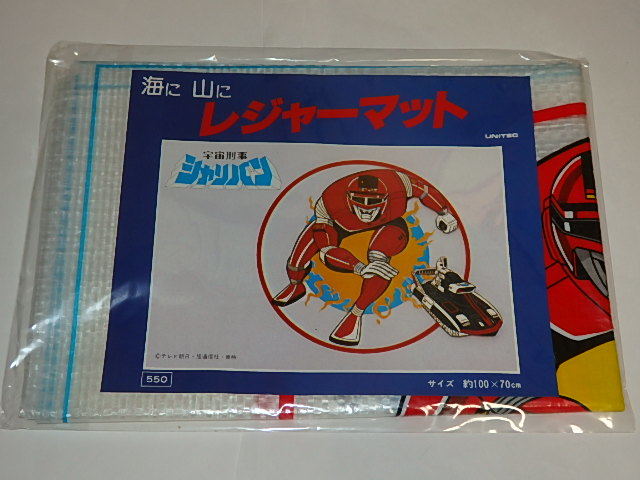 海に 山に
レジャーマット
UNITEC
宇宙刑事
シャリバン
©テレビ朝日・旭通信社・東映
550
サイズ 約100×70cm